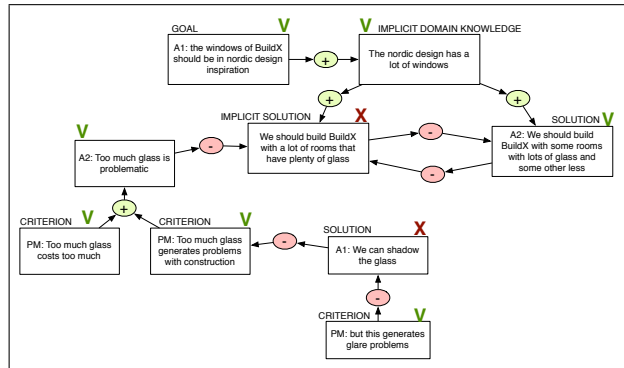 GOAL
V
V
IMPLICIT DOMAIN KNOWLEDGE
A1: the windows of BuildX
should be in nordic design
inspiration
+
The nordic design has a
lot of windows
+
+
IMPLICIT SOLUTION
X
SOLUTION
V
V
A2: Too much glass is
problematic
-
We should build BuildX
with a lot of rooms that
have plenty of glass
-
-
A2: We should build
BuildX with some rooms
with lots of glass and
some other less
+
CRITERION
V
PM: Too much glass
costs too much
CRITERION
V
PM: Too much glass
generates problems
with construction
-
SOLUTION
X
A1: We can shadow
the glass
-
CRITERION
V
PM: but this generates
glare problems